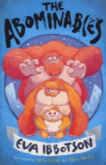 THE
ABOMINABLES
EVA IBBOTSON